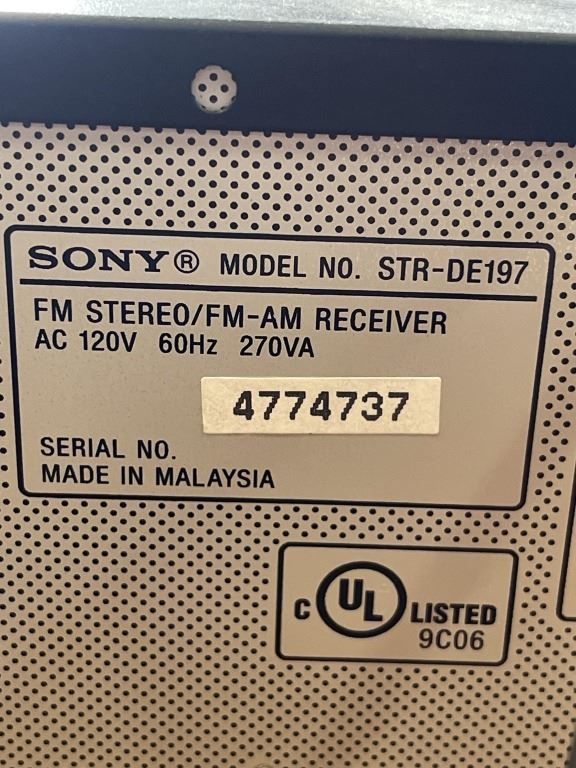 SONY® MODEL NO. STR-DE197
FM STEREO/FM-AM RECEIVER
AC 120V 60Hz 270VA
4774737
SERIAL NO.
MADE IN MALAYSIA
C UL LISTED
9C06